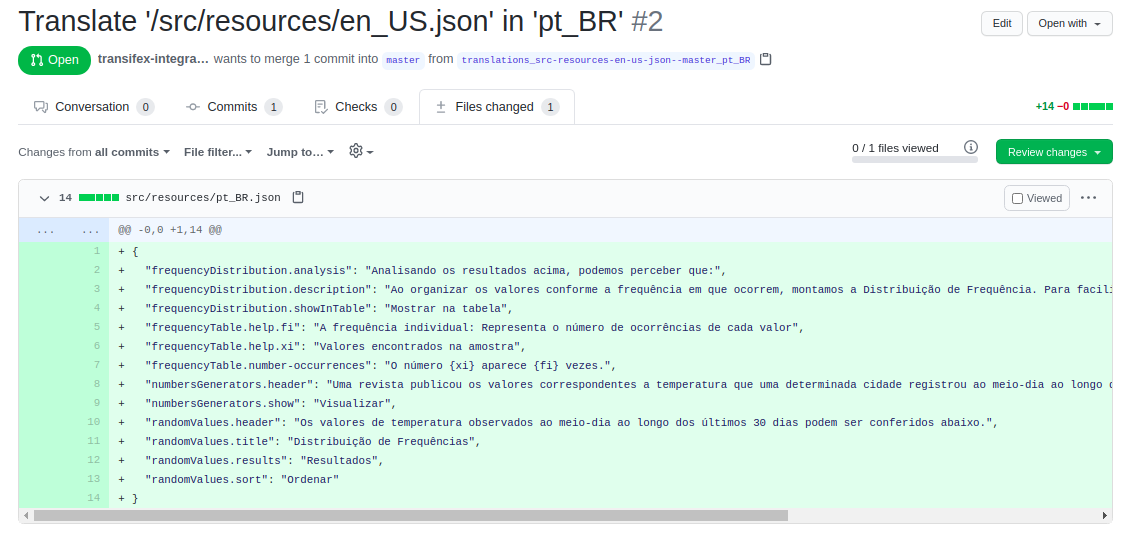 Translate '/src/resources/en_US.json' in 'pt_BR' #2
Edit
Open with
Open
transifex-integra… wants to merge 1 commit into master from translations_src-resources-en-us-json--master_pt_BR
Conversation 0
Commits 1
Checks 0
Files changed 1
+14 −0
Changes from all commits
File filter...
Jump to…
0 / 1 files viewed
Review changes
14 src/resources/pt_BR.json
Viewed
... ... @@ -0,0 +1,14 @@
1 + {
2 + "frequencyDistribution.analysis": "Analisando os resultados acima, podemos perceber que:",
3 + "frequencyDistribution.description": "Ao organizar os valores conforme a frequência em que ocorrem, montamos a Distribuição de Frequência. Para facili
4 + "frequencyDistribution.showInTable": "Mostrar na tabela",
5 + "frequencyTable.help.fi": "A frequência individual: Representa o número de ocorrências de cada valor",
6 + "frequencyTable.help.xi": "Valores encontrados na amostra",
7 + "frequencyTable.number-occurrences": "O número {xi} aparece {fi} vezes.",
8 + "numbersGenerators.header": "Uma revista publicou os valores correspondentes a temperatura que uma determinada cidade registrou ao meio-dia ao longo d
9 + "numbersGenerators.show": "Visualizar",
10 + "randomValues.header": "Os valores de temperatura observados ao meio-dia ao longo dos últimos 30 dias podem ser conferidos abaixo.",
11 + "randomValues.title": "Distribuição de Frequências",
12 + "randomValues.results": "Resultados",
13 + "randomValues.sort": "Ordenar"
14 + }